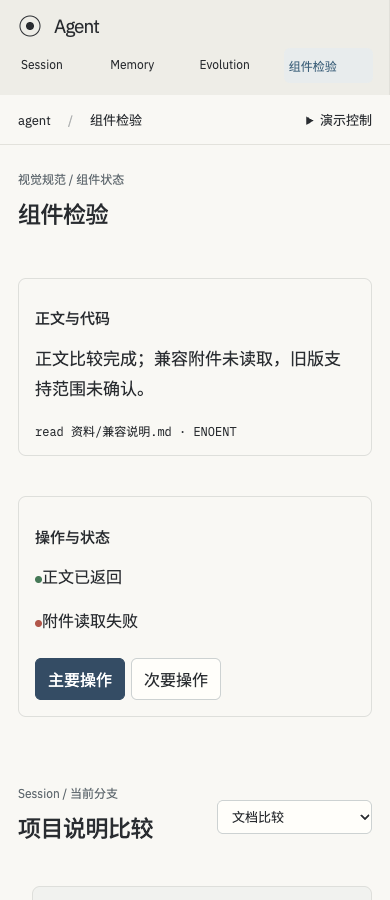 Agent
Session Memory Evolution 组件检验
agent / 组件检验 ▶ 演示控制
视觉规范 / 组件状态
组件检验
正文与代码
正文比较完成；兼容附件未读取，旧版支
持范围未确认。
read 资料/兼容说明.md · ENOENT
操作与状态
正文已返回
附件读取失败
主要操作 次要操作
Session / 当前分支
项目说明比较 文档比较